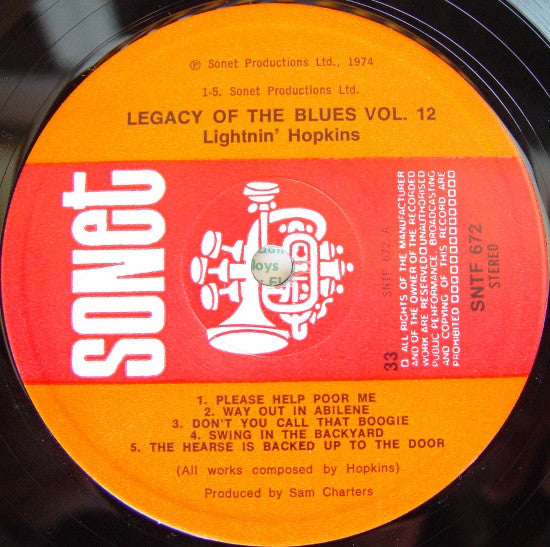 ℗ Sonet Productions Ltd., 1974
1-5. Sonet Productions Ltd.
LEGACY OF THE BLUES VOL. 12
Lightnin' Hopkins
SONET
SNTF 672 A
33
ALL RIGHTS OF THE MANUFACTURER
AND OF THE OWNER OF THE RECORDED
WORK ARE RESERVED UNAUTHORISED
PUBLIC PERFORMANCE BROADCASTING
AND COPYING OF THIS RECORD ARE
PROHIBITED
SNTF 672
STEREO
1. PLEASE HELP POOR ME
2. WAY OUT IN ABILENE
3. DON'T YOU CALL THAT BOOGIE
4. SWING IN THE BACKYARD
5. THE HEARSE IS BACKED UP TO THE DOOR
(All works composed by Hopkins)
Produced by Sam Charters